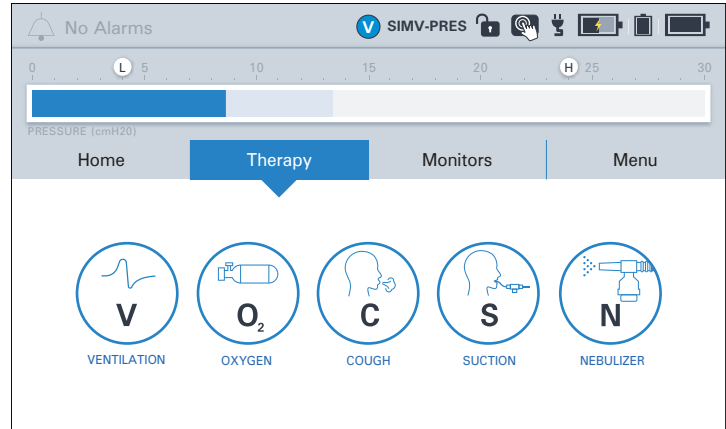 No Alarms
V SIMV-PRES
0 L 5 10 15 20 H 25 30
PRESSURE (cmH20)
Home Therapy Monitors Menu
V O₂ C S N
VENTILATION OXYGEN COUGH SUCTION NEBULIZER